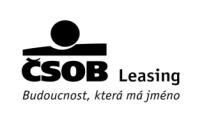 ČSOB Leasing
Budoucnost, která má jméno